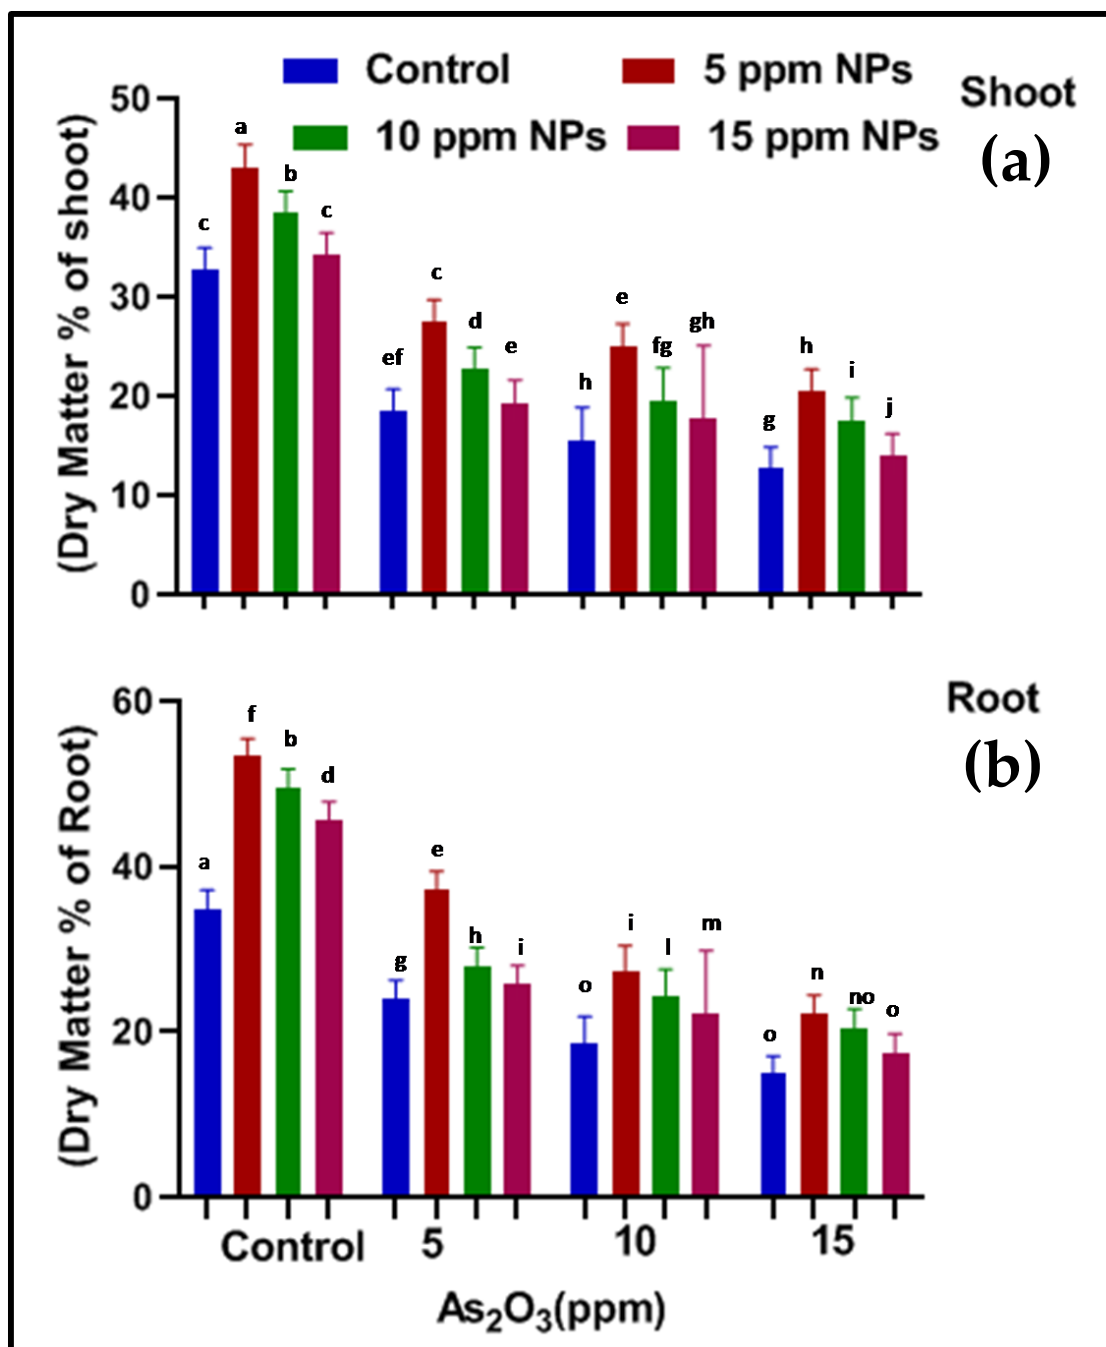 Control 5 ppm NPs
10 ppm NPs 15 ppm NPs
Shoot
(a)
(Dry Matter % of shoot)
50
40
30
20
10
0
c a b c
ef c d e
h e fg gh
g h i j
Root
(b)
(Dry Matter % of Root)
60
40
20
0
a f b d
g e h i
o i l m
o n no o
Control 5 10 15
As₂O₃(ppm)